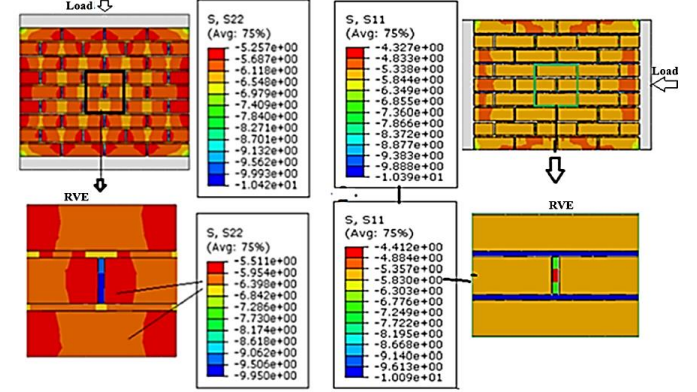 Load
S, S22
(Avg: 75%)
-5.257e+00
-5.687e+00
-6.118e+00
-6.548e+00
-6.979e+00
-7.409e+00
-7.840e+00
-8.271e+00
-8.701e+00
-9.132e+00
-9.562e+00
-9.993e+00
-1.042e+01
S, S11
(Avg: 75%)
-4.327e+00
-4.833e+00
-5.338e+00
-5.844e+00
-6.349e+00
-6.855e+00
-7.360e+00
-7.866e+00
-8.372e+00
-8.877e+00
-9.383e+00
-9.888e+00
-1.039e+01
Load
RVE
S, S22
(Avg: 75%)
-5.511e+00
-5.954e+00
-6.398e+00
-6.842e+00
-7.286e+00
-7.730e+00
-8.174e+00
-8.618e+00
-9.062e+00
-9.506e+00
-9.950e+00
S, S11
(Avg: 75%)
-4.412e+00
-4.884e+00
-5.357e+00
-5.830e+00
-6.303e+00
-6.776e+00
-7.249e+00
-7.722e+00
-8.195e+00
-8.668e+00
-9.140e+00
-9.613e+00
-1.009e+01
RVE